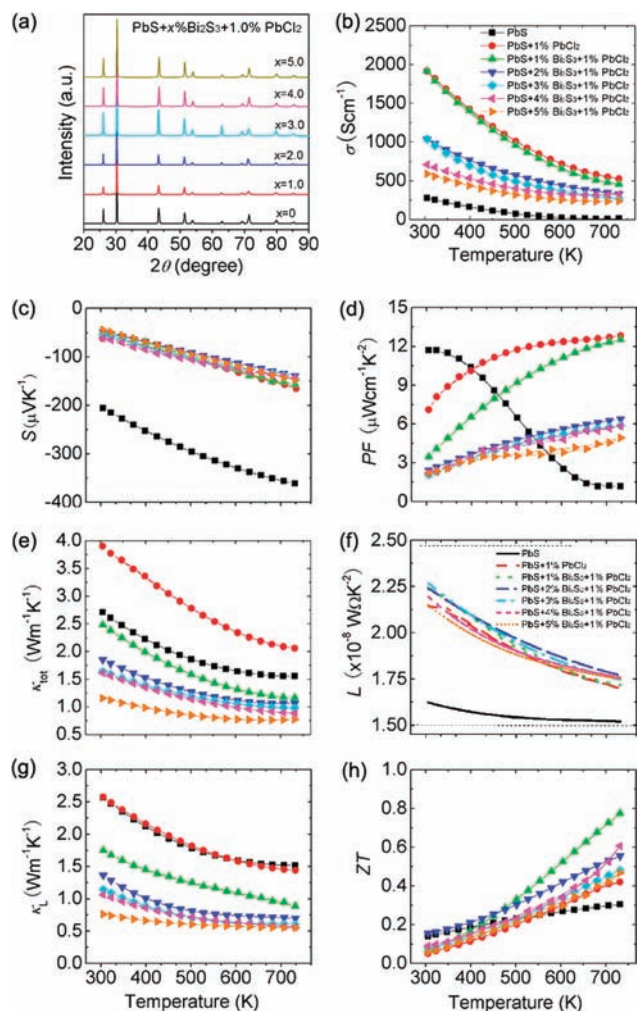 (a)
PbS+x%Bi₂S₃+1.0% PbCl₂
x=5.0
x=4.0
x=3.0
x=2.0
x=1.0
x=0
Intensity (a.u.)
20 30 40 50 60 70 80 90
2θ (degree)
(b)
PbS
PbS+1% PbCl₂
PbS+1% Bi₂S₃+1% PbCl₂
PbS+2% Bi₂S₃+1% PbCl₂
PbS+3% Bi₂S₃+1% PbCl₂
PbS+4% Bi₂S₃+1% PbCl₂
PbS+5% Bi₂S₃+1% PbCl₂
σ (Scm⁻¹)
2500
2000
1500
1000
500
0
300 400 500 600 700
Temperature (K)
(c)
S (μVK⁻¹)
0
-100
-200
-300
-400
(d)
PF (μWcm⁻¹K⁻²)
15
12
9
6
3
0
(e)
κtot (Wm⁻¹K⁻¹)
4.0
3.5
3.0
2.5
2.0
1.5
1.0
0.5
(f)
PbS
PbS+1% PbCl₂
PbS+1% Bi₂S₃+1% PbCl₂
PbS+2% Bi₂S₃+1% PbCl₂
PbS+3% Bi₂S₃+1% PbCl₂
PbS+4% Bi₂S₃+1% PbCl₂
PbS+5% Bi₂S₃+1% PbCl₂
L (x10⁻⁸ WΩK⁻²)
2.50
2.25
2.00
1.75
1.50
(g)
κL (Wm⁻¹K⁻¹)
3.0
2.5
2.0
1.5
1.0
0.5
0.0
300 400 500 600 700
Temperature (K)
(h)
ZT
1.0
0.8
0.6
0.4
0.2
0.0
300 400 500 600 700
Temperature (K)